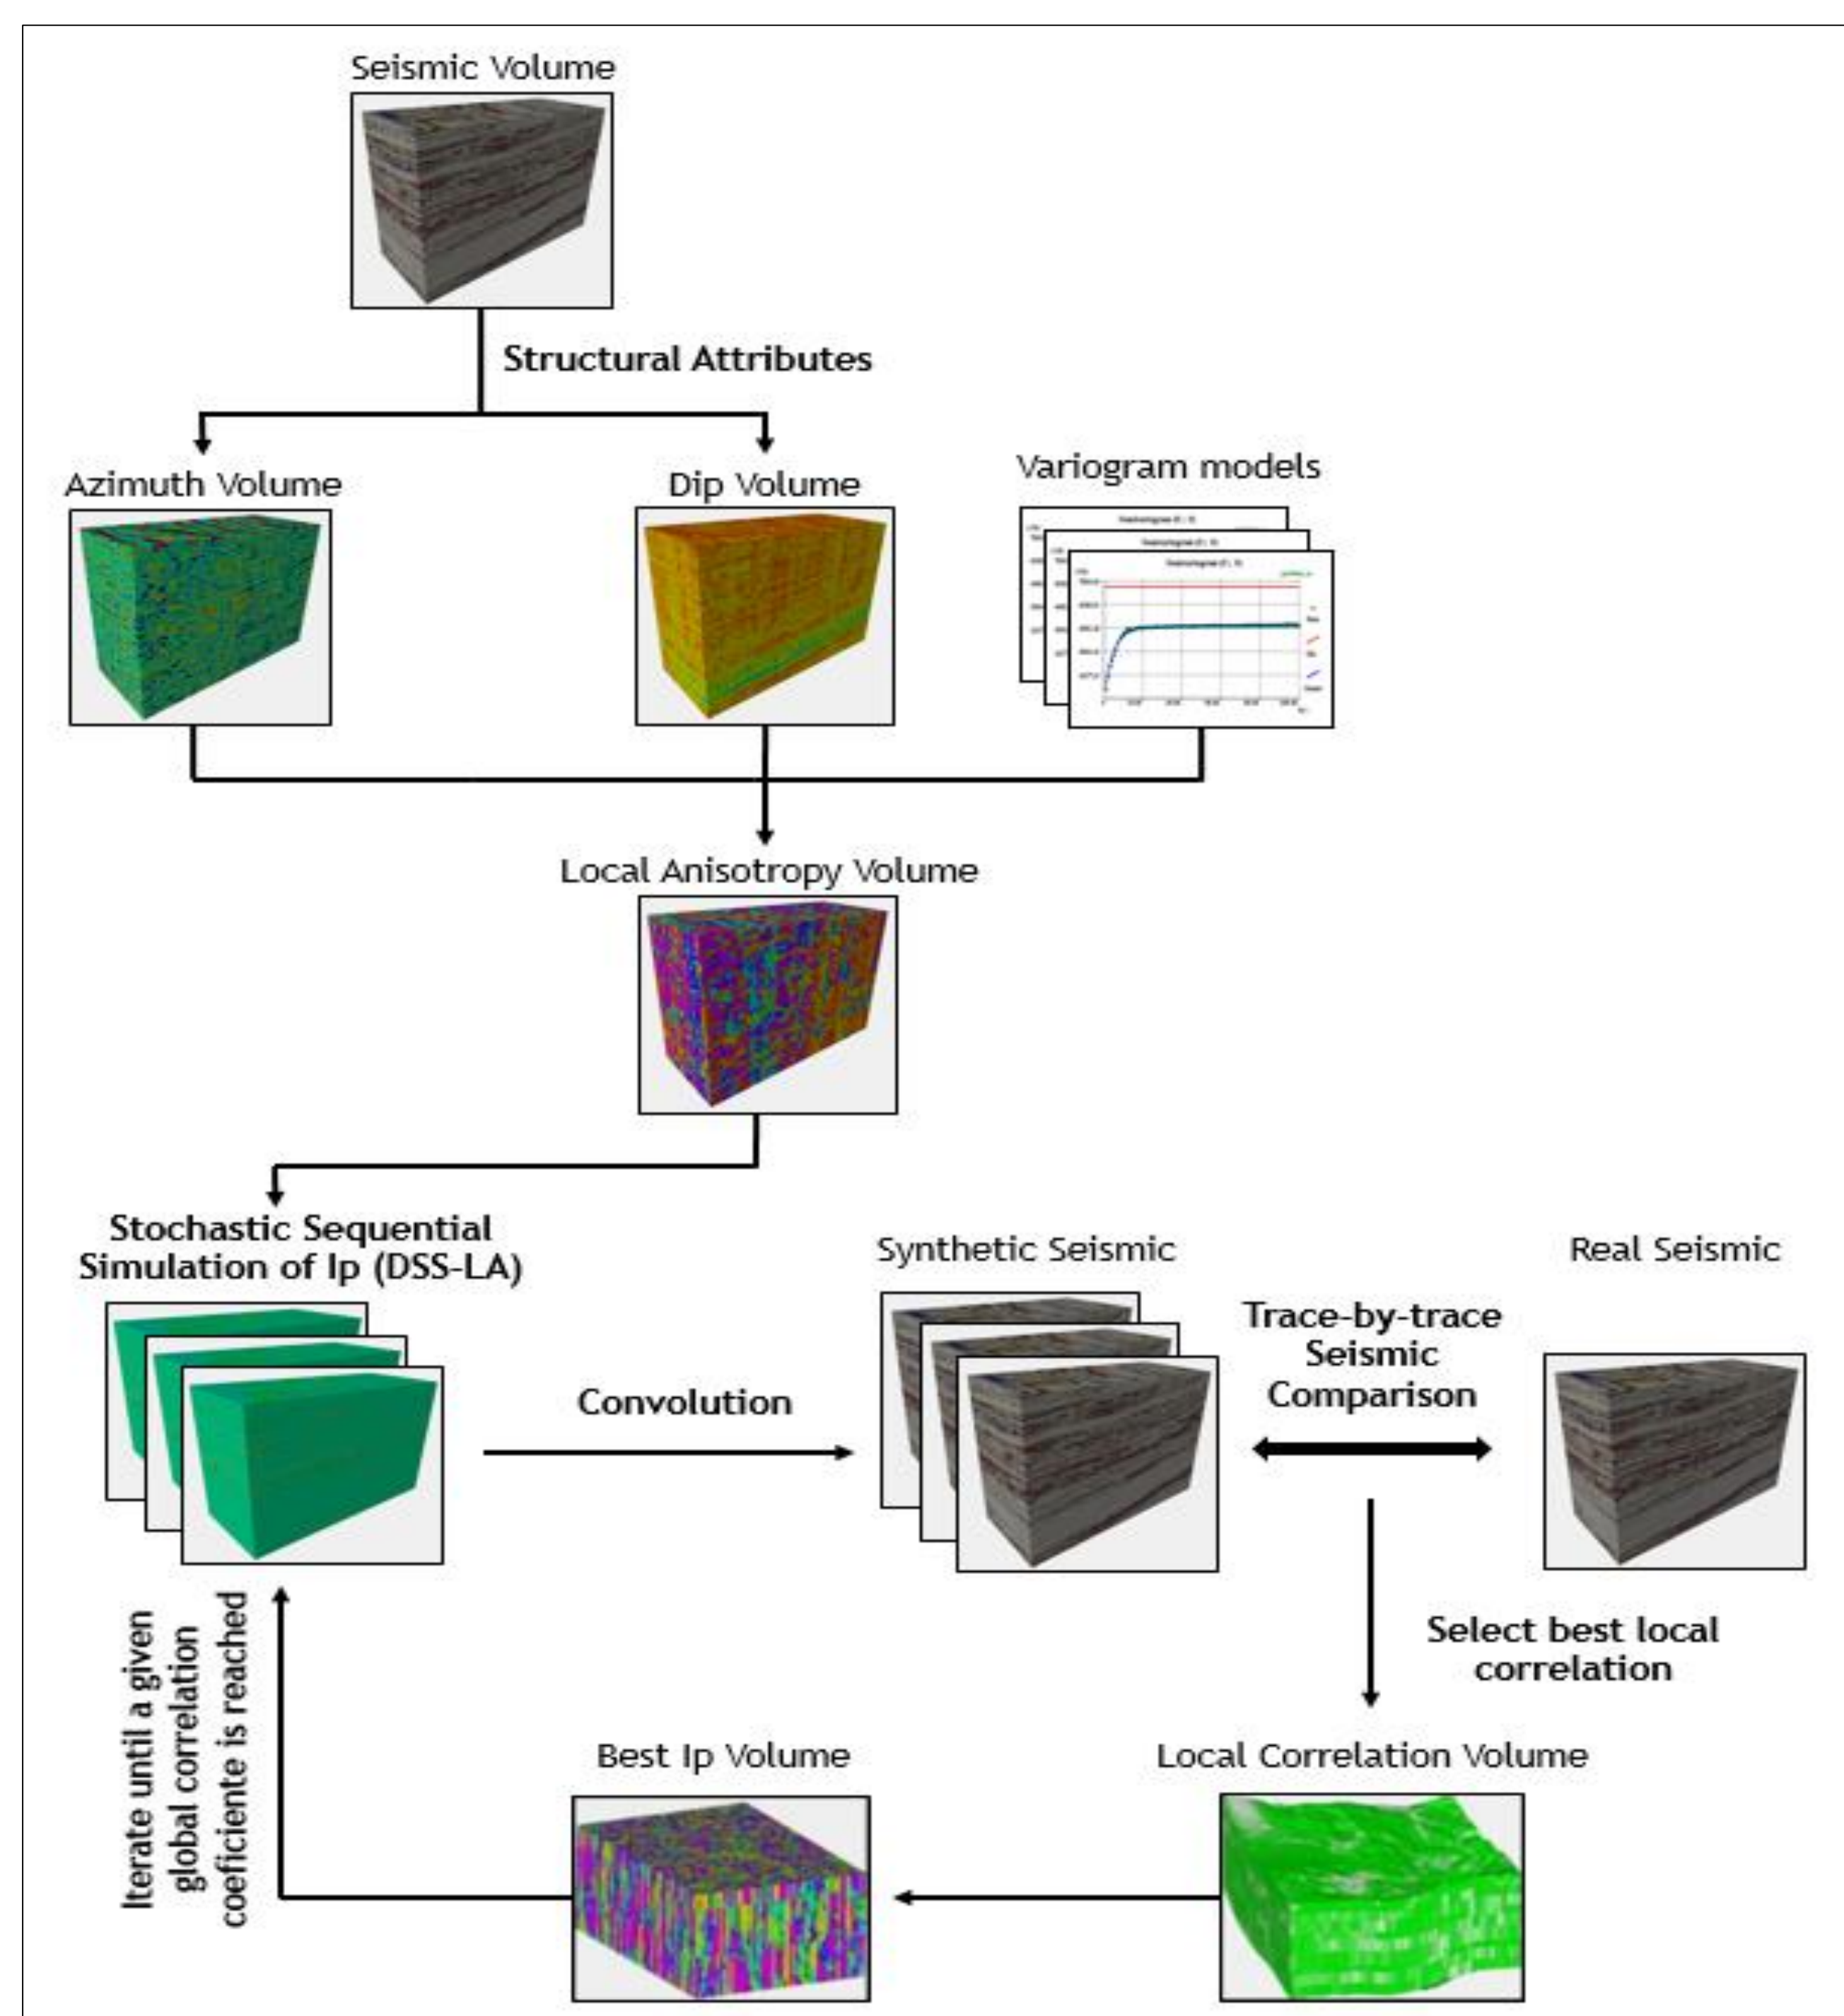 Seismic Volume
Structural Attributes
Azimuth Volume
Dip Volume
Variogram models
Local Anisotropy Volume
Stochastic Sequential
Simulation of Ip (DSS-LA)
Convolution
Synthetic Seismic
Trace-by-trace
Seismic
Comparison
Real Seismic
Select best local
correlation
Local Correlation Volume
Best Ip Volume
Iterate until a given
global correlation
coeficiente is reached